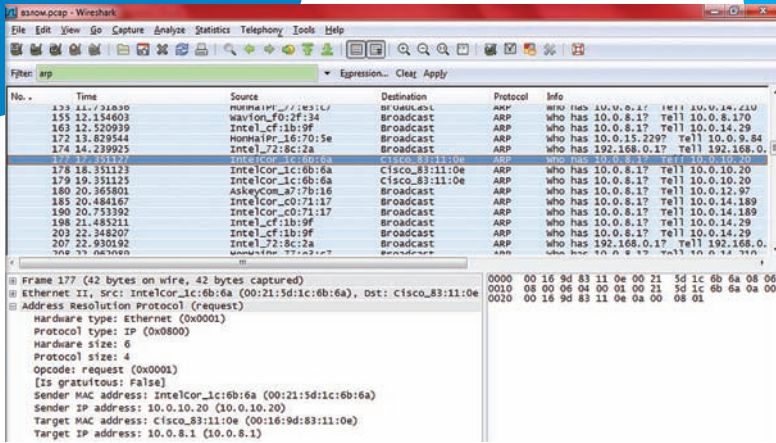 взлом.pcap - Wireshark
File Edit View Go Capture Analyze Statistics Telephony Tools Help
Filter: arp Expression... Clear Apply
No. . Time Source Destination Protocol Info
153 11.751836 HonHaiPr_77:e3:c7 Broadcast ARP who has 10.0.8.1? Tell 10.0.14.210
155 12.154603 Wavion_f0:2f:34 Broadcast ARP who has 10.0.8.1? Tell 10.0.8.170
163 12.520939 Intel_cf:1b:9f Broadcast ARP who has 10.0.8.1? Tell 10.0.14.29
172 13.829544 HonHaiPr_16:70:5e Broadcast ARP who has 10.0.15.229? Tell 10.0.9.84
174 14.239925 Intel_72:8c:2a Broadcast ARP who has 192.168.0.1? Tell 192.168.0.
177 17.351127 IntelCor_1c:6b:6a Cisco_83:11:0e ARP who has 10.0.8.1? Tell 10.0.10.20
178 18.351123 IntelCor_1c:6b:6a Cisco_83:11:0e ARP who has 10.0.8.1? Tell 10.0.10.20
179 19.351125 IntelCor_1c:6b:6a Cisco_83:11:0e ARP who has 10.0.8.1? Tell 10.0.10.20
180 20.365801 AskeyCom_a7:7b:16 Broadcast ARP who has 10.0.8.1? Tell 10.0.12.97
185 20.484167 IntelCor_c0:71:17 Broadcast ARP who has 10.0.8.1? Tell 10.0.14.189
190 20.753392 IntelCor_c0:71:17 Broadcast ARP who has 10.0.8.1? Tell 10.0.14.189
198 21.485211 Intel_cf:1b:9f Broadcast ARP who has 10.0.8.1? Tell 10.0.14.29
203 22.348207 Intel_cf:1b:9f Broadcast ARP who has 10.0.8.1? Tell 10.0.14.29
207 22.930192 Intel_72:8c:2a Broadcast ARP who has 192.168.0.1? Tell 192.168.0.
Frame 177 (42 bytes on wire, 42 bytes captured)
Ethernet II, Src: IntelCor_1c:6b:6a (00:21:5d:1c:6b:6a), Dst: Cisco_83:11:0e
Address Resolution Protocol (request)
Hardware type: Ethernet (0x0001)
Protocol type: IP (0x0800)
Hardware size: 6
Protocol size: 4
Opcode: request (0x0001)
[Is gratuitous: False]
Sender MAC address: IntelCor_1c:6b:6a (00:21:5d:1c:6b:6a)
Sender IP address: 10.0.10.20 (10.0.10.20)
Target MAC address: Cisco_83:11:0e (00:16:9d:83:11:0e)
Target IP address: 10.0.8.1 (10.0.8.1)
0000 00 16 9d 83 11 0e 00 21 5d 1c 6b 6a 08 06
0010 08 00 06 04 00 01 00 21 5d 1c 6b 6a 0a 00
0020 00 16 9d 83 11 0e 0a 00 08 01